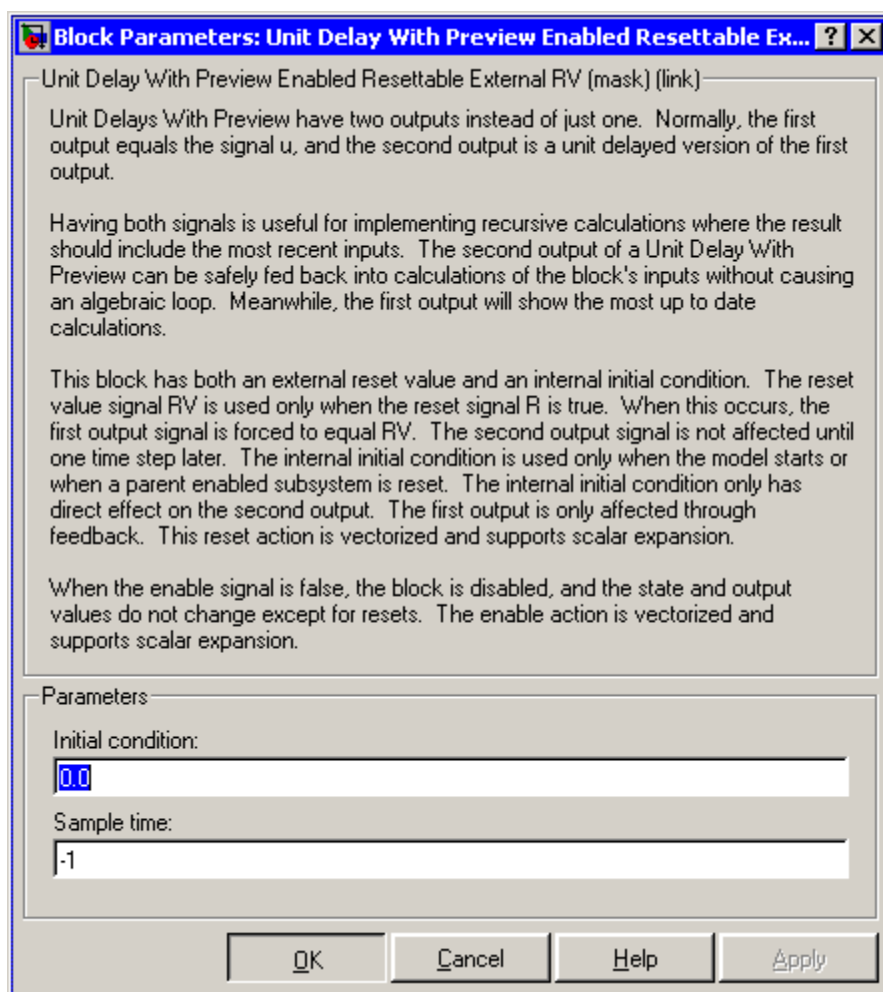 Block Parameters: Unit Delay With Preview Enabled Resettable Ex...
Unit Delay With Preview Enabled Resettable External RV (mask) (link)
Unit Delays With Preview have two outputs instead of just one. Normally, the first
output equals the signal u, and the second output is a unit delayed version of the first
output.
Having both signals is useful for implementing recursive calculations where the result
should include the most recent inputs. The second output of a Unit Delay With
Preview can be safely fed back into calculations of the block's inputs without causing
an algebraic loop. Meanwhile, the first output will show the most up to date
calculations.
This block has both an external reset value and an internal initial condition. The reset
value signal RV is used only when the reset signal R is true. When this occurs, the
first output signal is forced to equal RV. The second output signal is not affected until
one time step later. The internal initial condition is used only when the model starts or
when a parent enabled subsystem is reset. The internal initial condition only has
direct effect on the second output. The first output is only affected through
feedback. This reset action is vectorized and supports scalar expansion.
When the enable signal is false, the block is disabled, and the state and output
values do not change except for resets. The enable action is vectorized and
supports scalar expansion.
Parameters
Initial condition:
0.0
Sample time:
-1
OK Cancel Help Apply